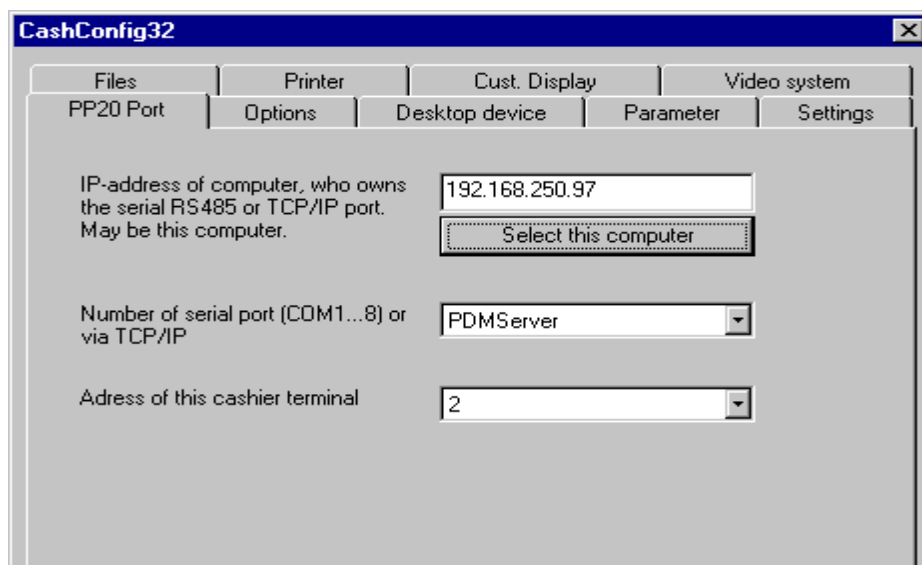 CashConfig32
Files Printer Cust. Display Video system
PP20 Port Options Desktop device Parameter Settings
IP-address of computer, who owns
the serial RS485 or TCP/IP port.
May be this computer.
192.168.250.97
Select this computer
Number of serial port (COM1...8) or
via TCP/IP
PDMServer
Adress of this cashier terminal
2